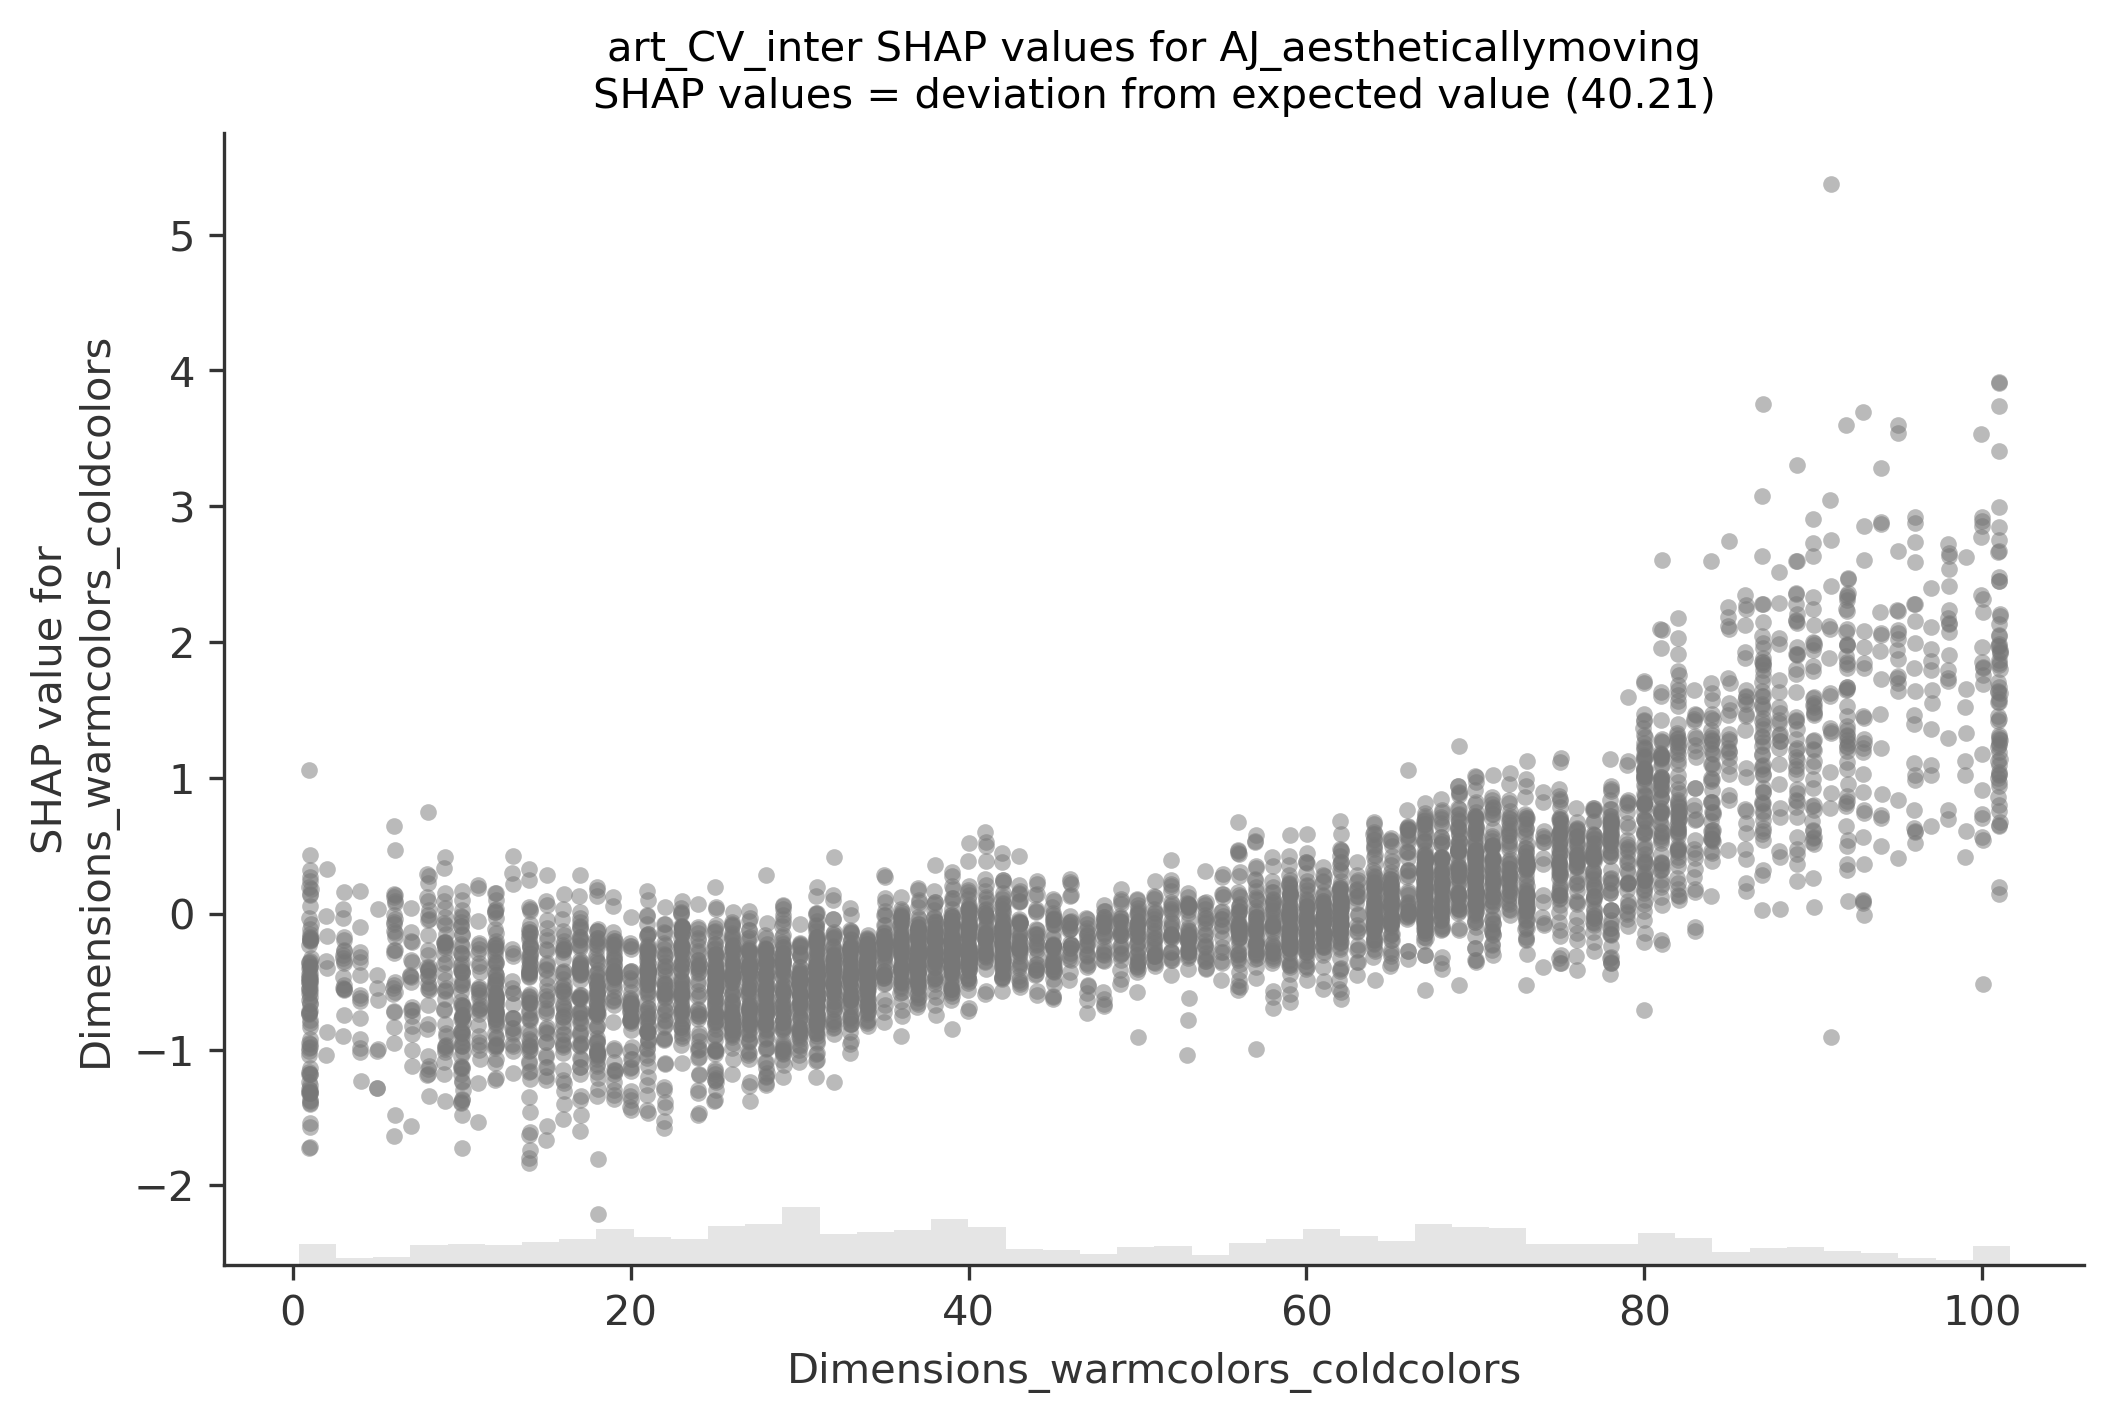 art_CV_inter SHAP values for AJ_aestheticallymoving
SHAP values = deviation from expected value (40.21)
SHAP value for
Dimensions_warmcolors_coldcolors
5
4
3
2
1
0
−1
−2
0
20
40
60
80
100
Dimensions_warmcolors_coldcolors